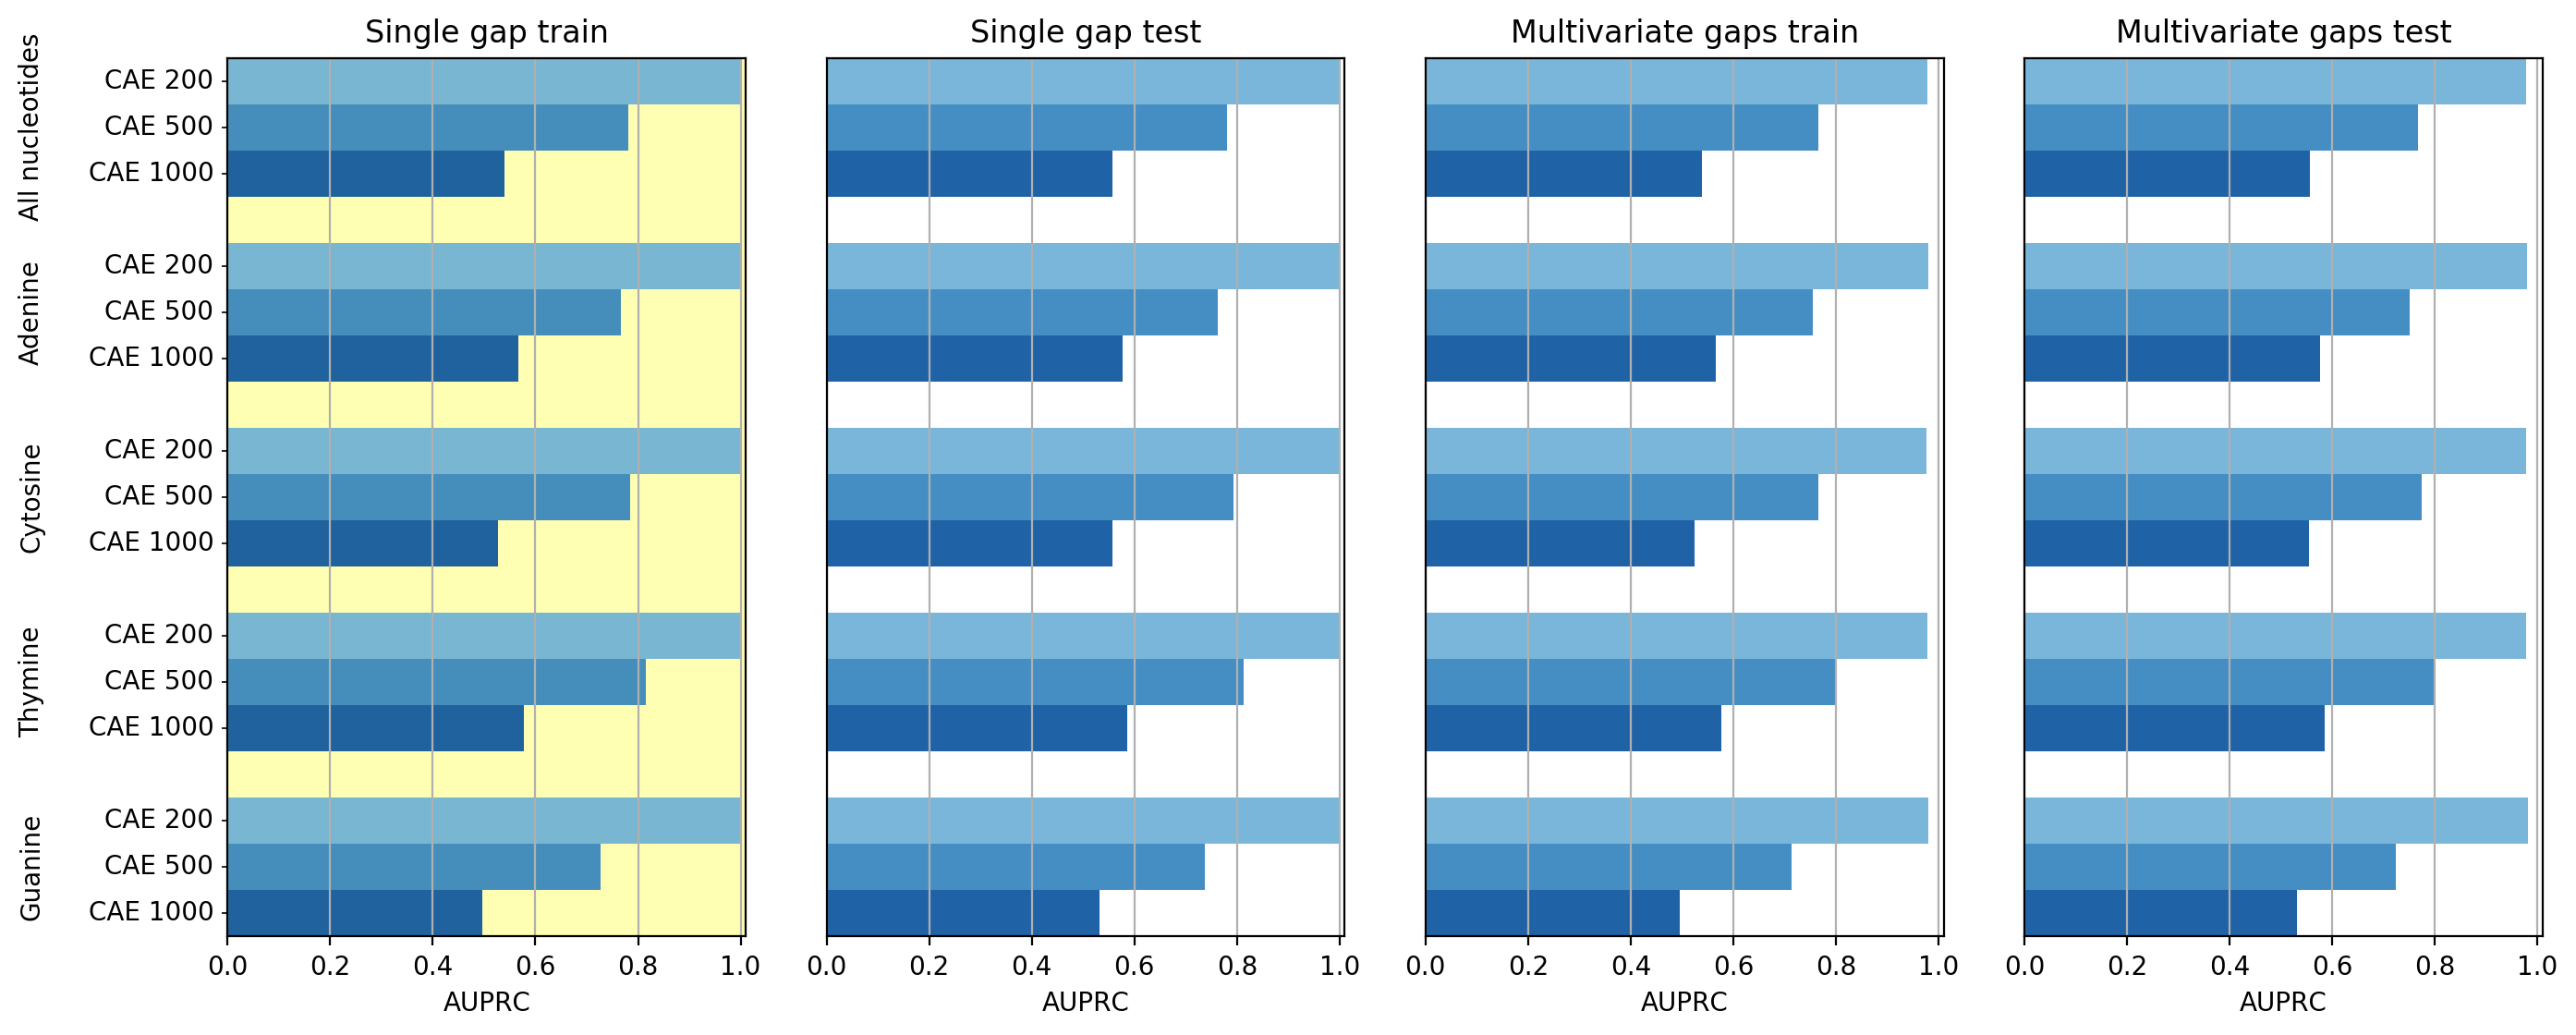 Single gap train
Single gap test
Multivariate gaps train
Multivariate gaps test
All nucleotides
CAE 200
CAE 500
CAE 1000
Adenine
CAE 200
CAE 500
CAE 1000
Cytosine
CAE 200
CAE 500
CAE 1000
Thymine
CAE 200
CAE 500
CAE 1000
Guanine
CAE 200
CAE 500
CAE 1000
0.0 0.2 0.4 0.6 0.8 1.0
0.0 0.2 0.4 0.6 0.8 1.0
0.0 0.2 0.4 0.6 0.8 1.0
0.0 0.2 0.4 0.6 0.8 1.0
AUPRC
AUPRC
AUPRC
AUPRC